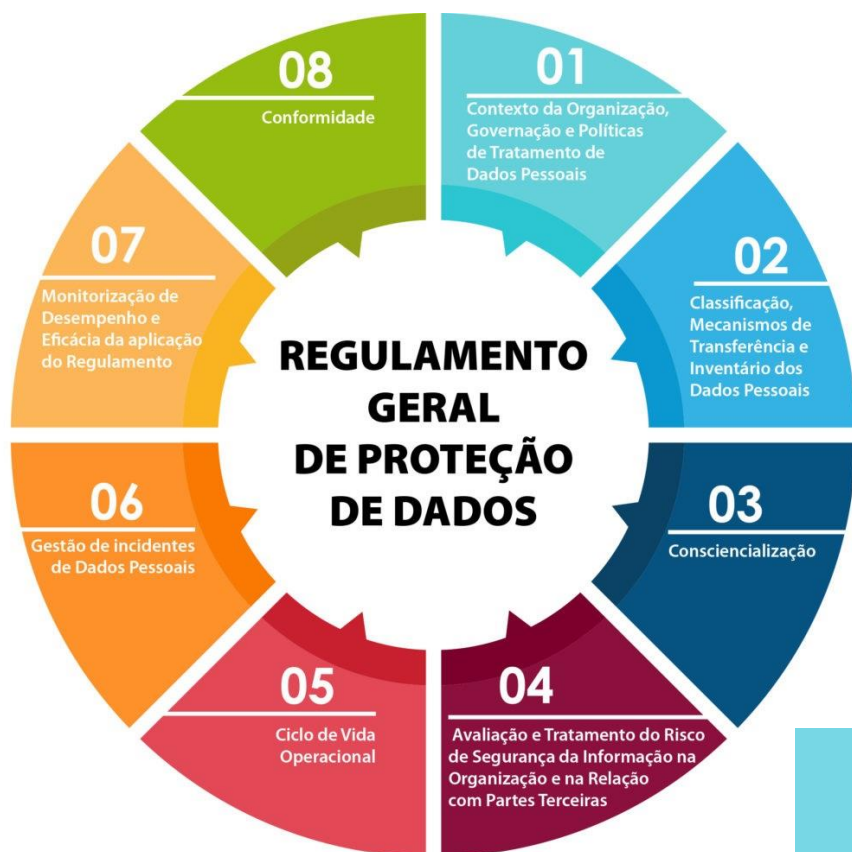 08
Conformidade
01
Contexto da Organização,
Governação e Políticas
de Tratamento de
Dados Pessoais
07
Monitorização de
Desempenho e
Eficácia da aplicação
do Regulamento
02
Classificação,
Mecanismos de
Transferência e
Inventário dos
Dados Pessoais
REGULAMENTO
GERAL
DE PROTEÇÃO
DE DADOS
06
Gestão de incidentes
de Dados Pessoais
03
Consciencialização
05
Ciclo de Vida
Operacional
04
Avaliação e Tratamento do Risco
de Segurança da Informação na
Organização e na Relação
com Partes Terceiras